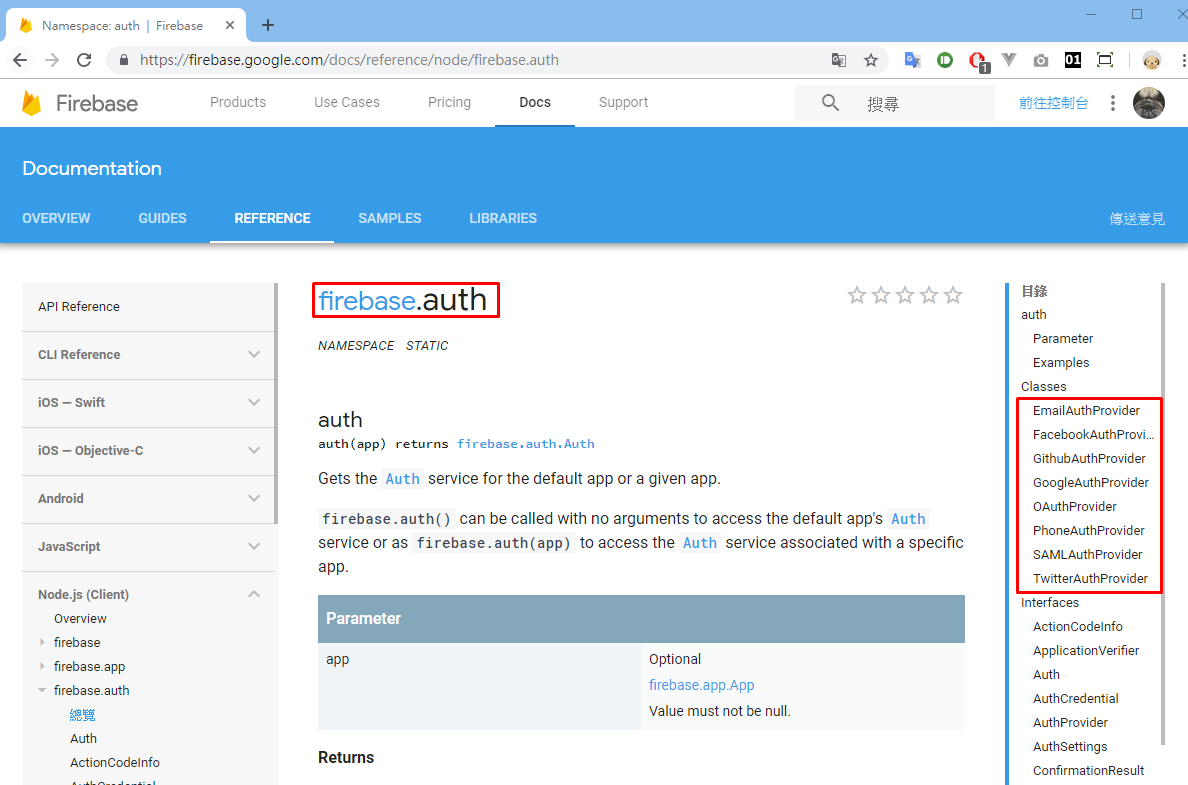 Namespace: auth | Firebase
https://firebase.google.com/docs/reference/node/firebase.auth
1
01
Firebase
Products
Use Cases
Pricing
Docs
Support
搜尋
前往控制台
Documentation
OVERVIEW
GUIDES
REFERENCE
SAMPLES
LIBRARIES
傳送意見
API Reference
CLI Reference
iOS — Swift
iOS — Objective-C
Android
JavaScript
Node.js (Client)
Overview
firebase
firebase.app
firebase.auth
總覽
Auth
ActionCodeInfo
AuthCredential
firebase.auth
NAMESPACE STATIC
auth
auth(app) returns firebase.auth.Auth
Gets the Auth service for the default app or a given app.
firebase.auth() can be called with no arguments to access the default app's Auth
service or as firebase.auth(app) to access the Auth service associated with a specific
app.
Parameter
app
Optional
firebase.app.App
Value must not be null.
Returns
目錄
auth
Parameter
Examples
Classes
EmailAuthProvider
FacebookAuthProvi...
GithubAuthProvider
GoogleAuthProvider
OAuthProvider
PhoneAuthProvider
SAMLAuthProvider
TwitterAuthProvider
Interfaces
ActionCodeInfo
ApplicationVerifier
Auth
AuthCredential
AuthProvider
AuthSettings
ConfirmationResult